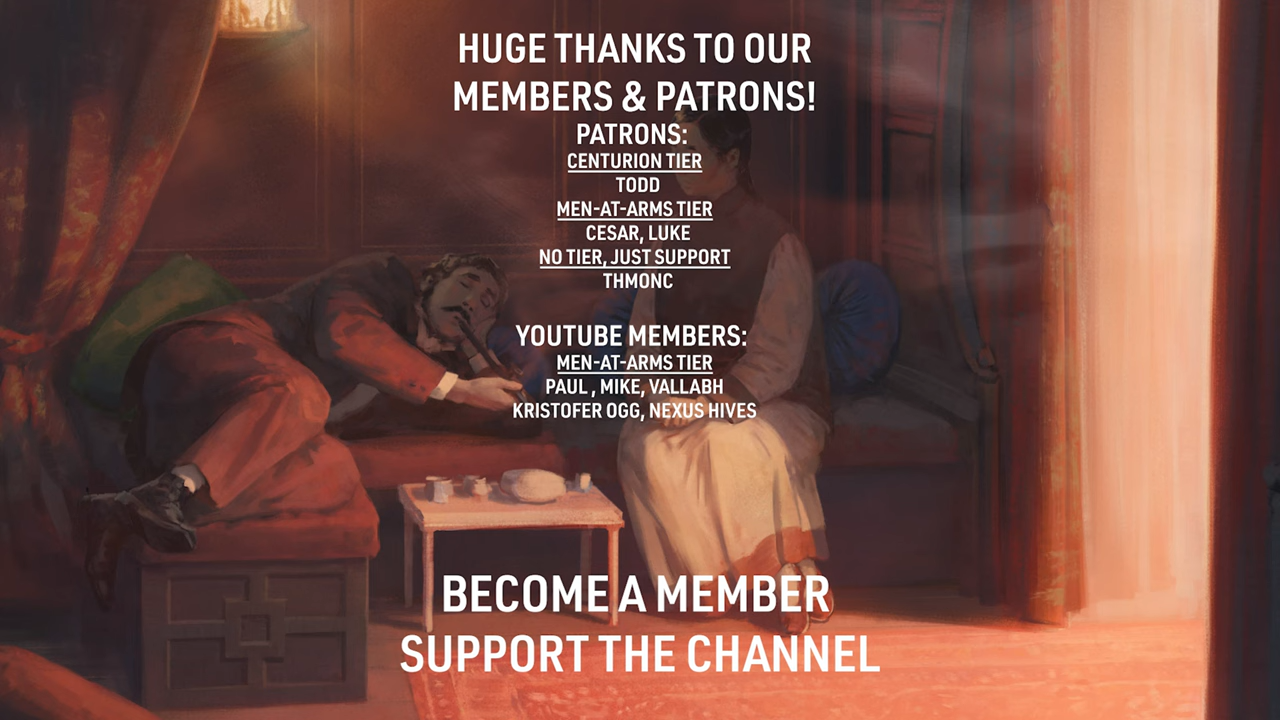 HUGE THANKS TO OUR
MEMBERS & PATRONS!
PATRONS:
CENTURION TIER
TODD
MEN-AT-ARMS TIER
CESAR, LUKE
NO TIER, JUST SUPPORT
THMONC
YOUTUBE MEMBERS:
MEN-AT-ARMS TIER
PAUL , MIKE, VALLABH
KRISTOFER OGG, NEXUS HIVES
BECOME A MEMBER
SUPPORT THE CHANNEL